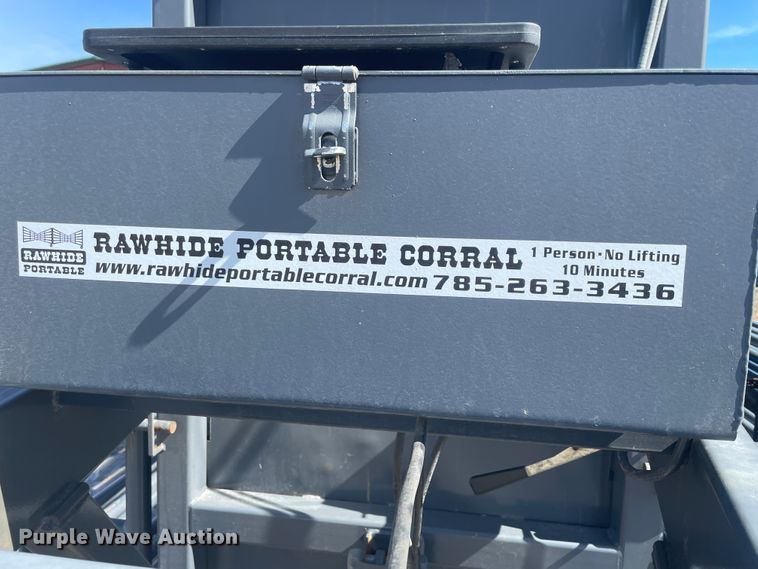 RAWHIDE
PORTABLE
RAWHIDE PORTABLE CORRAL
1 Person · No Lifting
10 Minutes
www.rawhideportablecorral.com 785-263-3436
Purple Wave Auction